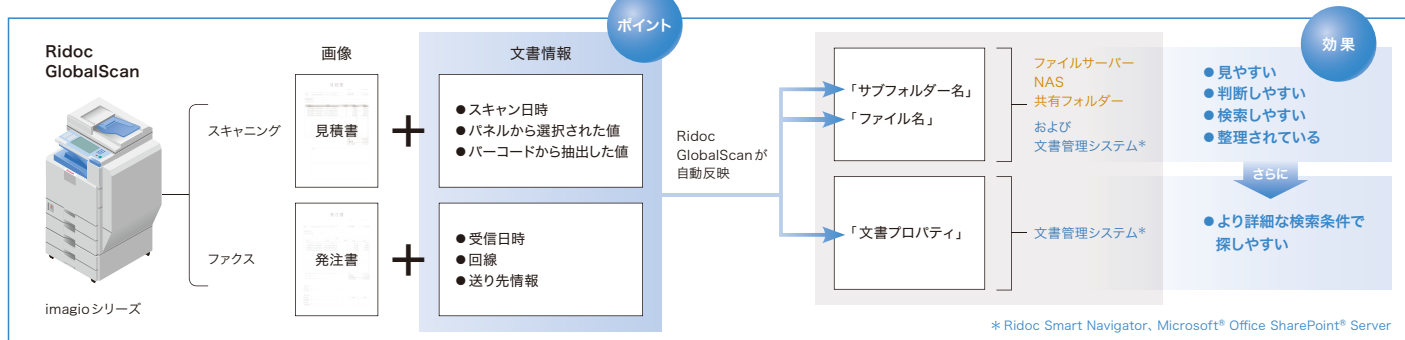 ポイント
効果
Ridoc
GlobalScan
imagioシリーズ
スキャニング
ファクス
画像
見積書
発注書
文書情報
●スキャン日時
●パネルから選択された値
●バーコードから抽出した値
●受信日時
●回線
●送り先情報
Ridoc
GlobalScanが
自動反映
「サブフォルダー名」
「ファイル名」
「文書プロパティ」
ファイルサーバー
NAS
共有フォルダー
および
文書管理システム*
文書管理システム*
●見やすい
●判断しやすい
●検索しやすい
●整理されている
さらに
●より詳細な検索条件で
探しやすい
*Ridoc Smart Navigator、Microsoft® Office SharePoint® Server